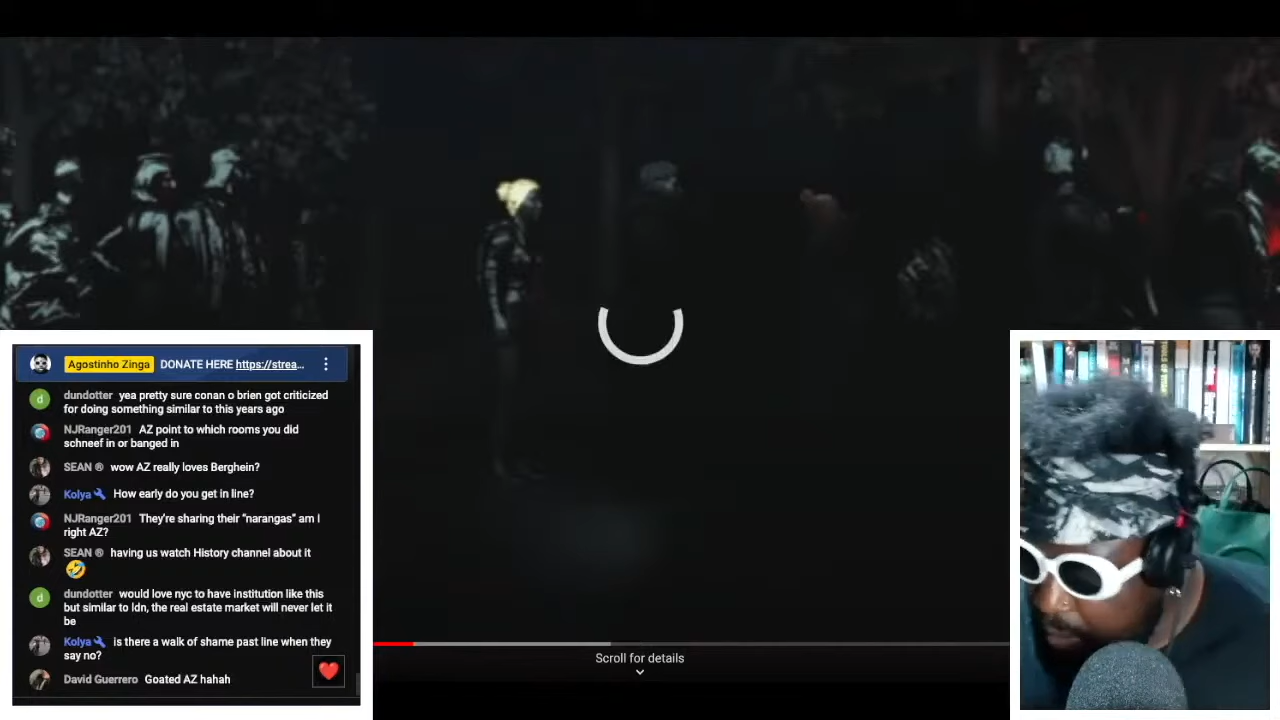 Agostinho Zinga DONATE HERE https://strea...
dundotter yea pretty sure conan o brien got criticized
for doing something similar to this years ago
NJRanger201 AZ point to which rooms you did
schneef in or banged in
SEAN ® wow AZ really loves Berghein?
Kolya How early do you get in line?
NJRanger201 They're sharing their "narangas" am I
right AZ?
SEAN ® having us watch History channel about it
🤣
dundotter would love nyc to have institution like this
but similar to ldn, the real estate market will never let it
be
Kolya is there a walk of shame past line when they
say no?
David Guerrero Goated AZ hahah
Scroll for details